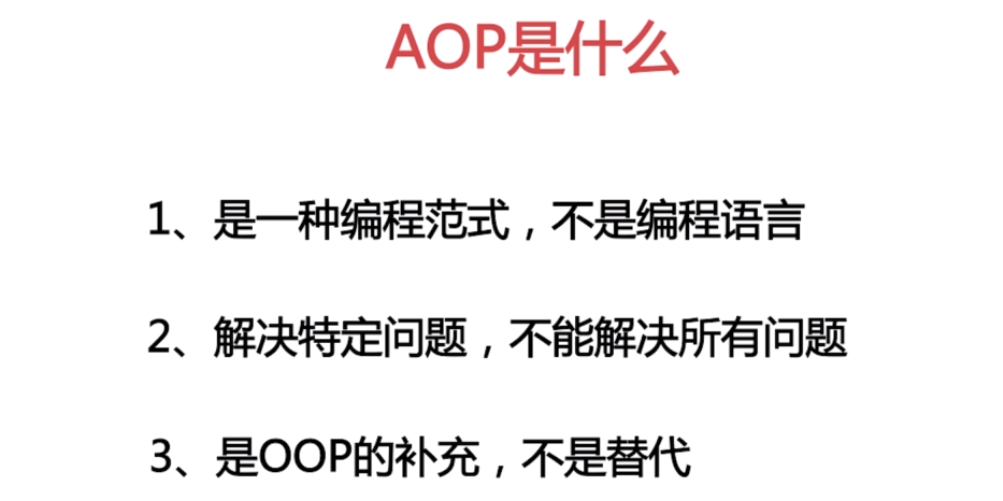 AOP是什么
1、是一种编程范式，不是编程语言
2、解决特定问题，不能解决所有问题
3、是OOP的补充，不是替代